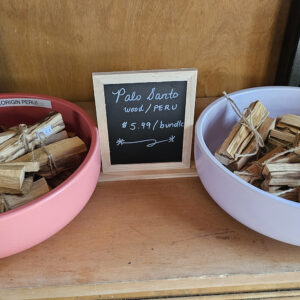 ORIGIN PERU
Palo Santo
wood / PERU
$5.99 / bundle